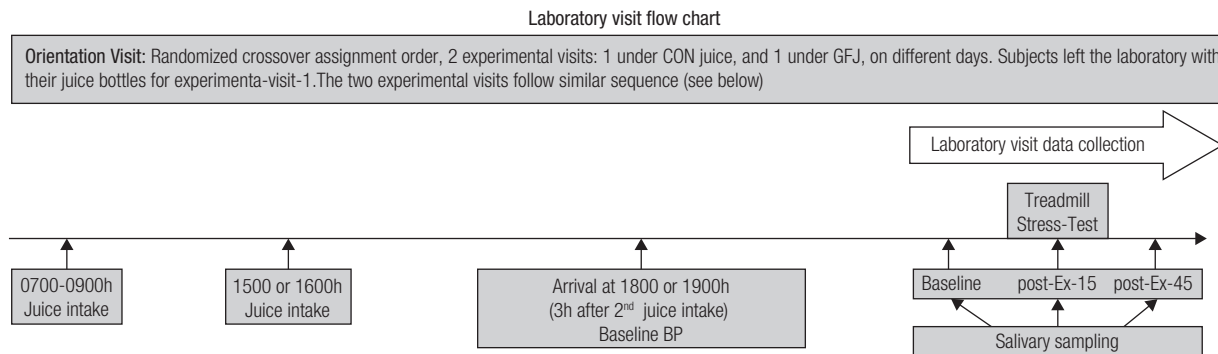 Laboratory visit flow chart
Orientation Visit: Randomized crossover assignment order, 2 experimental visits: 1 under CON juice, and 1 under GFJ, on different days. Subjects left the laboratory with
their juice bottles for experimenta-visit-1.The two experimental visits follow similar sequence (see below)
Laboratory visit data collection
Treadmill
Stress-Test
0700-0900h
Juice intake
1500 or 1600h
Juice intake
Arrival at 1800 or 1900h
(3h after 2nd juice intake)
Baseline BP
Baseline post-Ex-15 post-Ex-45
Salivary sampling